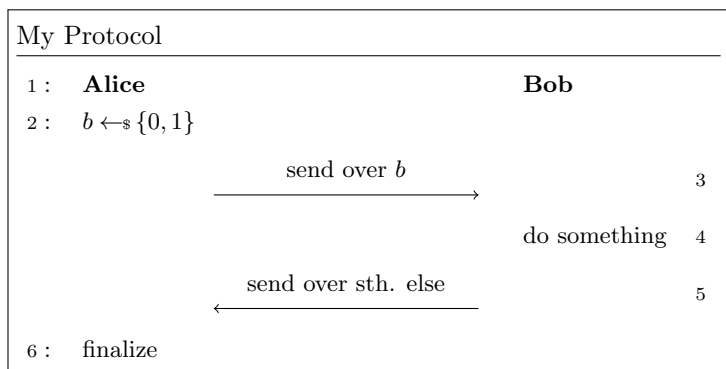 My Protocol
1 : Alice Bob
2 : b ←$ {0, 1}
send over b 3
do something 4
send over sth. else 5
6 : finalize